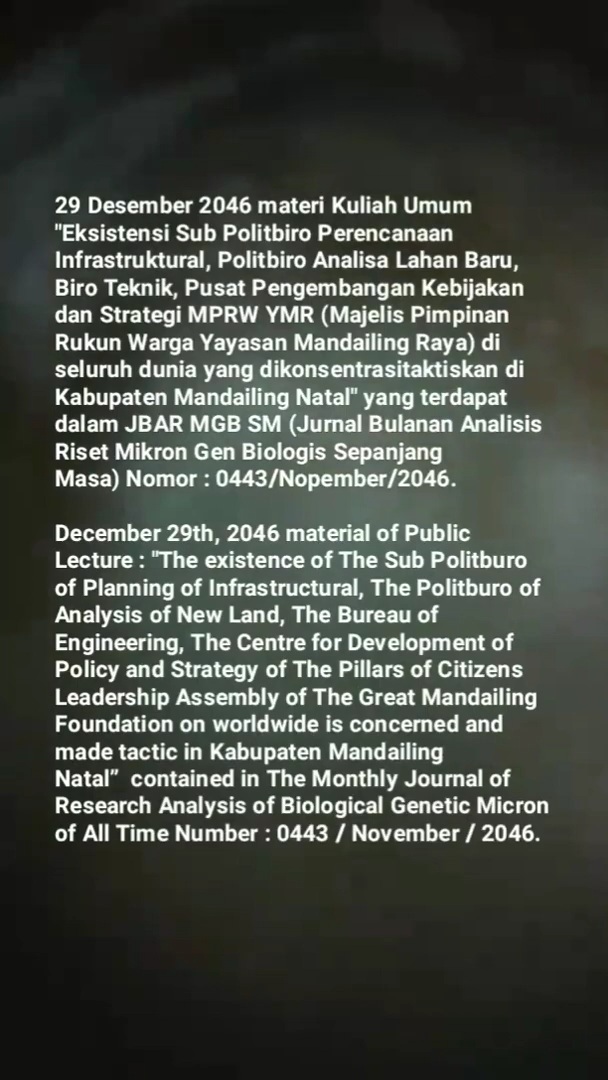 29 Desember 2046 materi Kuliah Umum
"Eksistensi Sub Politbiro Perencanaan
Infrastruktural, Politbiro Analisa Lahan Baru,
Biro Teknik, Pusat Pengembangan Kebijakan
dan Strategi MPRW YMR (Majelis Pimpinan
Rukun Warga Yayasan Mandailing Raya) di
seluruh dunia yang dikonsentrasitaktiskan di
Kabupaten Mandailing Natal" yang terdapat
dalam JBAR MGB SM (Jurnal Bulanan Analisis
Riset Mikron Gen Biologis Sepanjang
Masa) Nomor : 0443/Nopember/2046.
December 29th, 2046 material of Public
Lecture : "The existence of The Sub Politburo
of Planning of Infrastructural, The Politburo of
Analysis of New Land, The Bureau of
Engineering, The Centre for Development of
Policy and Strategy of The Pillars of Citizens
Leadership Assembly of The Great Mandailing
Foundation on worldwide is concerned and
made tactic in Kabupaten Mandailing
Natal”  contained in The Monthly Journal of
Research Analysis of Biological Genetic Micron
of All Time Number : 0443 / November / 2046.